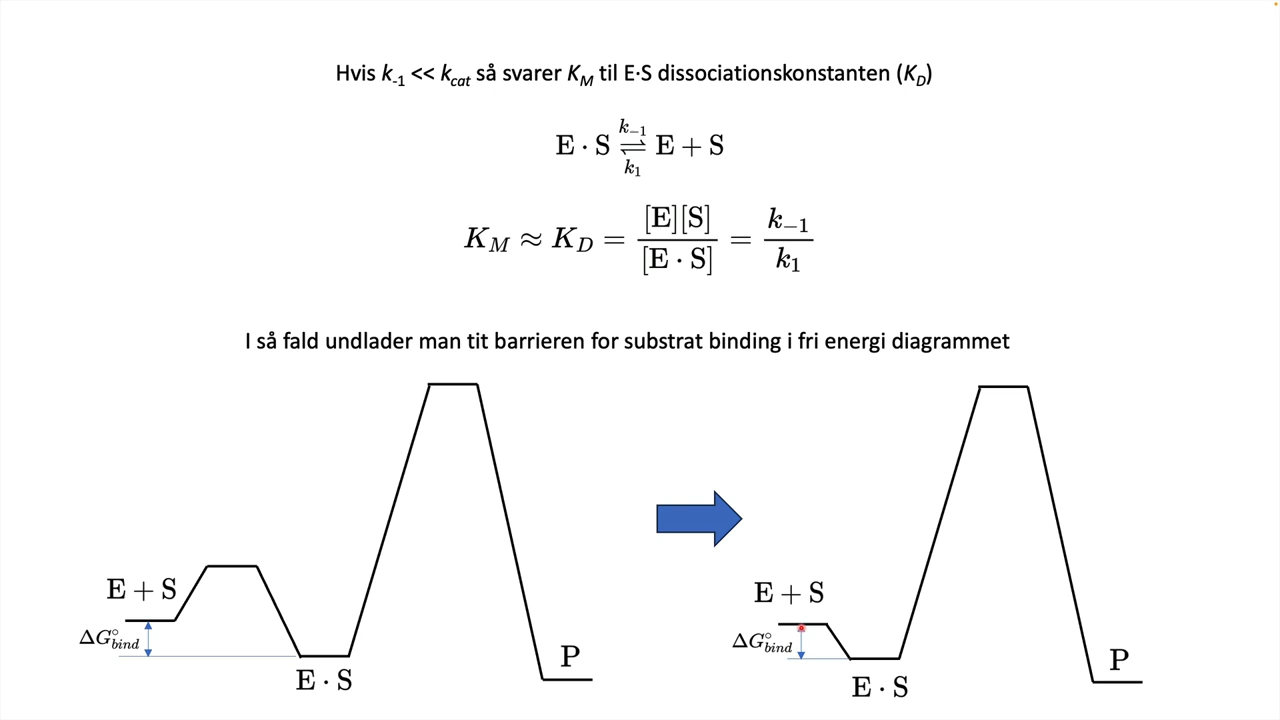 Hvis k-1 << kcat så svarer KM til E·S dissociationskonstanten (KD)
k−1
E · S ⇌ E + S
k1
KM ≈ KD = [E][S] / [E · S] = k−1 / k1
I så fald undlader man tit barrieren for substrat binding i fri energi diagrammet
E + S
ΔG°bind
E · S
P
E + S
ΔG°bind
E · S
P